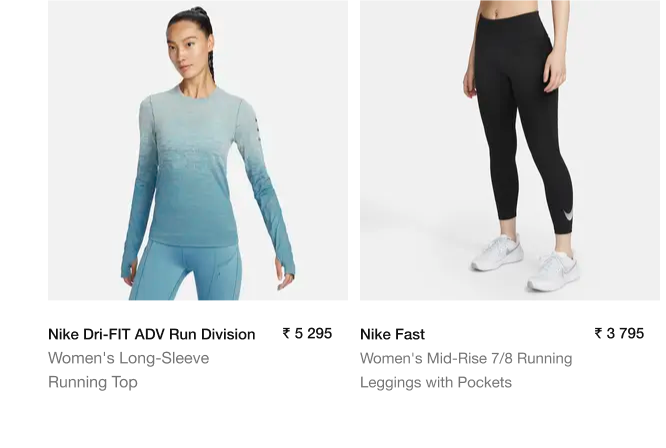 Nike Dri-FIT ADV Run Division ₹ 5 295
Women's Long-Sleeve
Running Top
Nike Fast ₹ 3 795
Women's Mid-Rise 7/8 Running
Leggings with Pockets